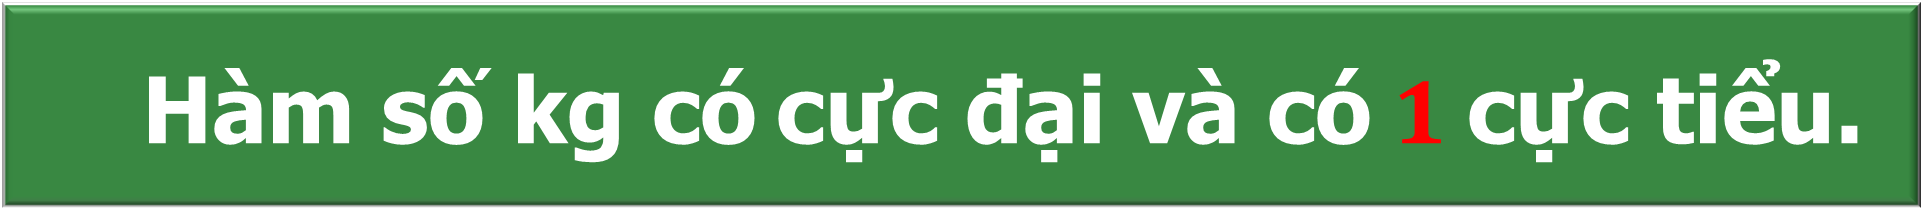 Hàm số kg có cực đại và có 1 cực tiểu.